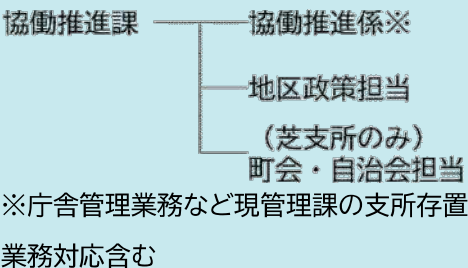 協働推進課 協働推進係※
地区政策担当
（芝支所のみ）
町会・自治会担当
※庁舎管理業務など現管理課の支所存置
業務対応含む